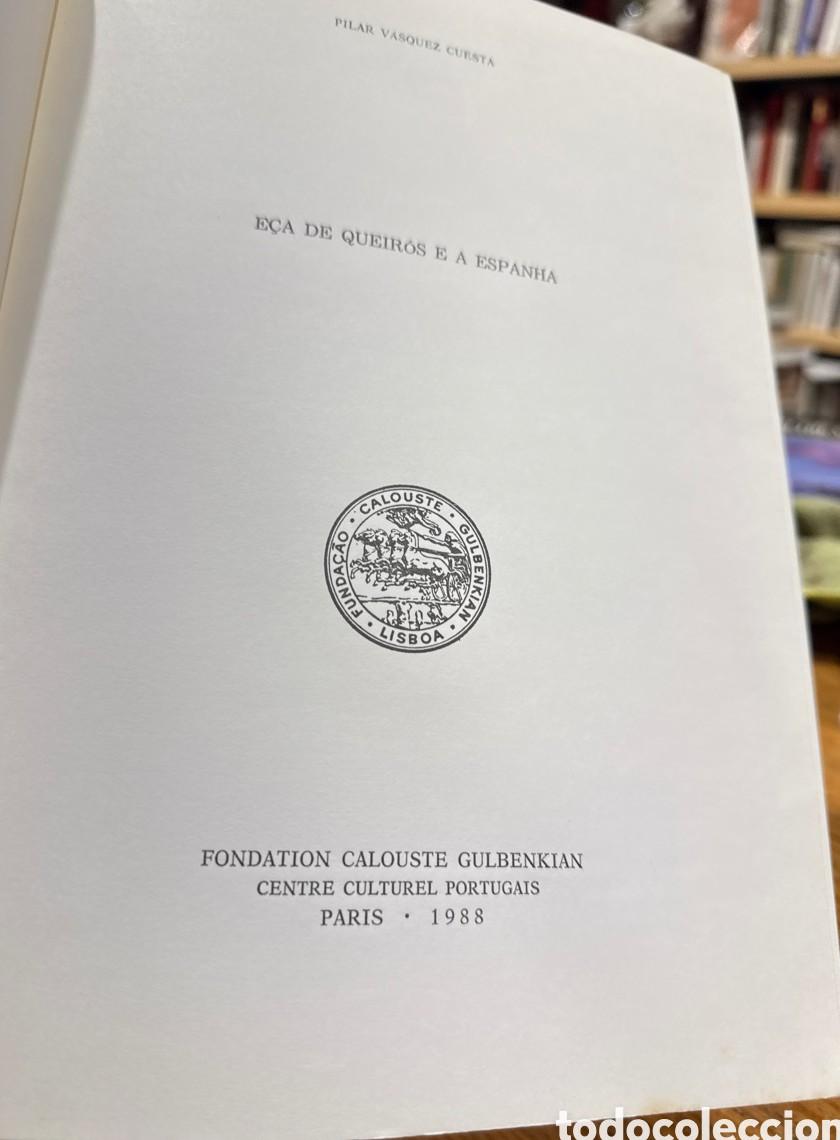 PILAR VÁSQUEZ CUESTA
EÇA DE QUEIRÓS E A ESPANHA
FUNDAÇÃO · CALOUSTE · GULBENKIAN · LISBOA ·
FONDATION CALOUSTE GULBENKIAN
CENTRE CULTUREL PORTUGAIS
PARIS · 1988
todocoleccion